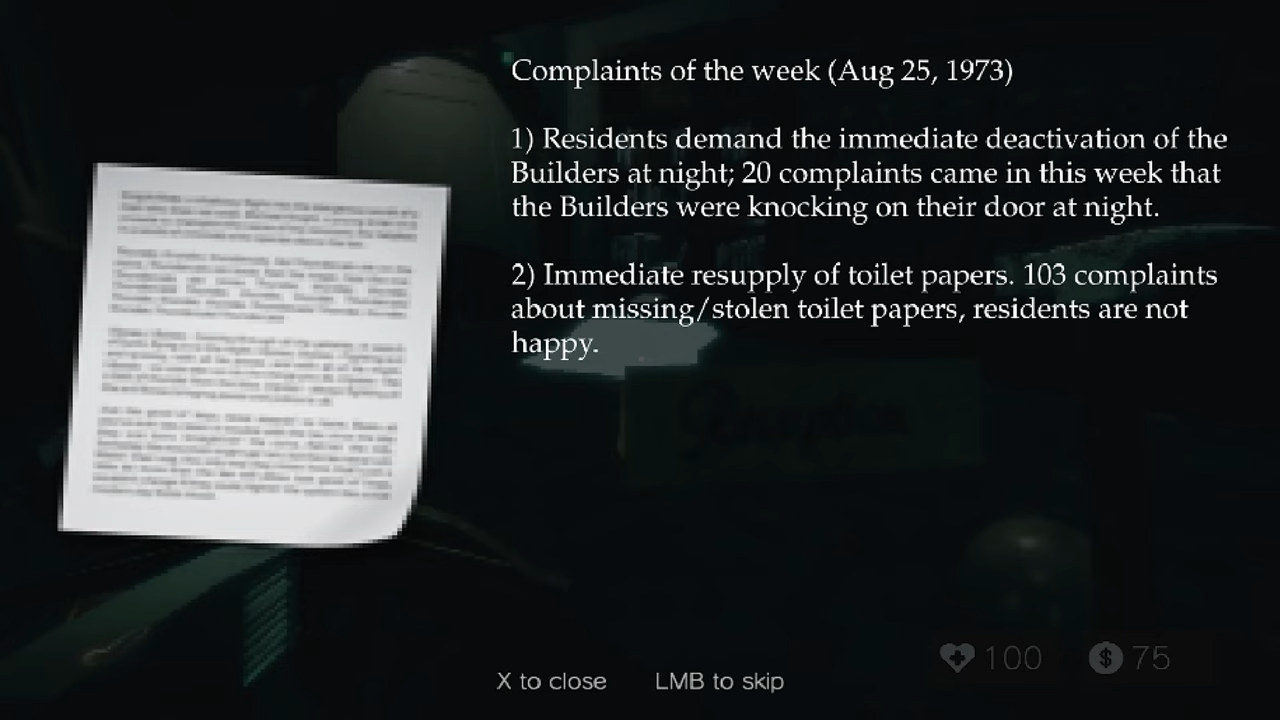 Complaints of the week (Aug 25, 1973)
1) Residents demand the immediate deactivation of the
Builders at night; 20 complaints came in this week that
the Builders were knocking on their door at night.
2) Immediate resupply of toilet papers. 103 complaints
about missing/stolen toilet papers, residents are not
happy.
Reception
X to close
LMB to skip
100
75